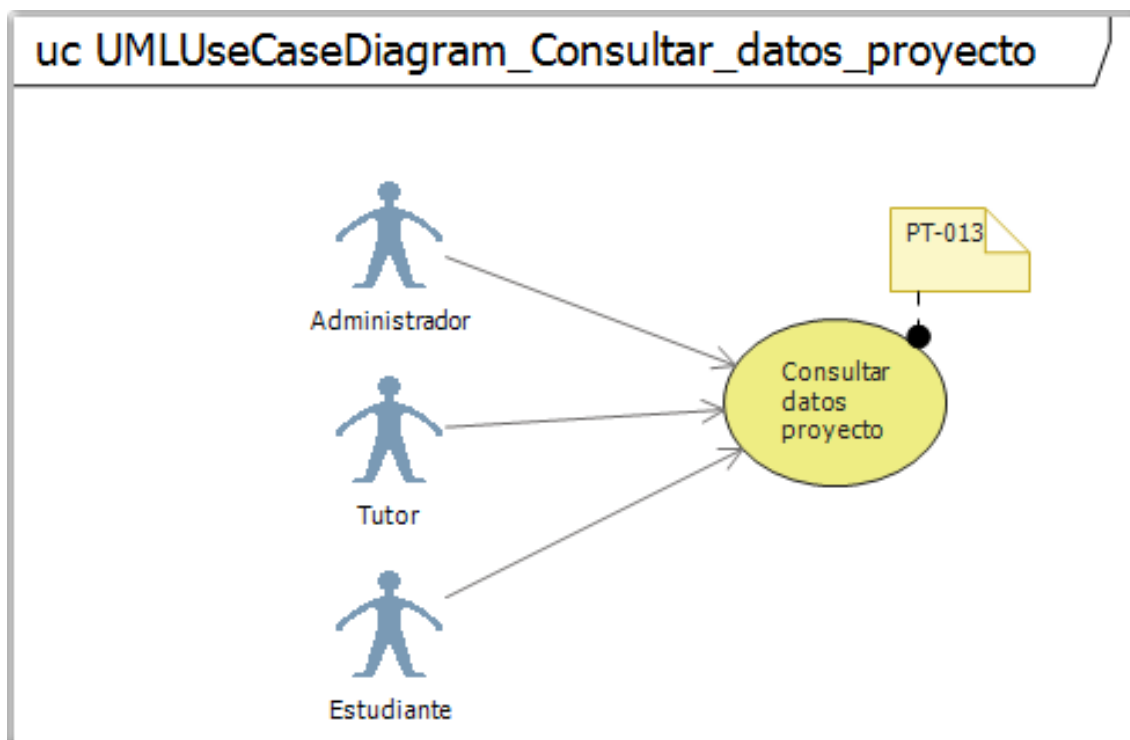 uc UMLUseCaseDiagram_Consultar_datos_proyecto
PT-013
Administrador
Consultar
datos
proyecto
Tutor
Estudiante